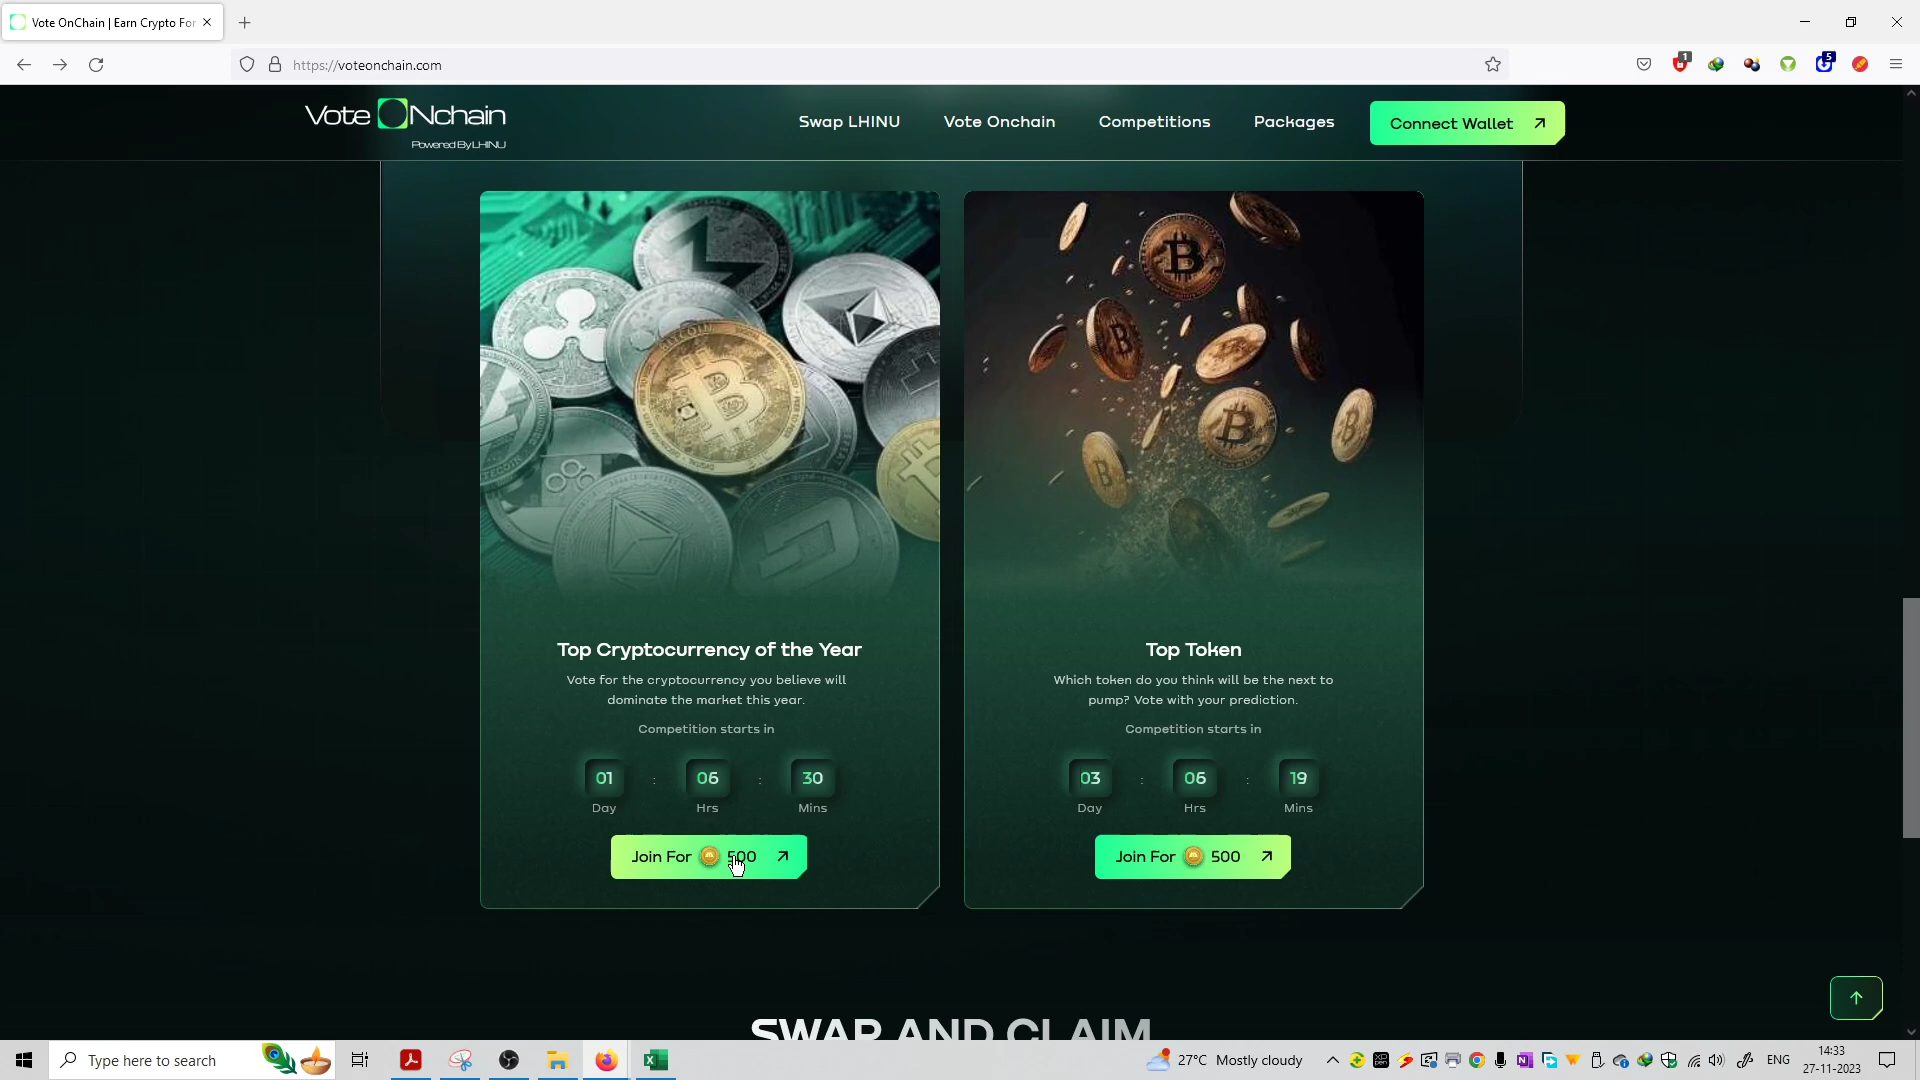 Vote OnChain | Earn Crypto For
https://voteonchain.com
1
5
Vote ONchain
Powered By LHINU
Swap LHINU
Vote Onchain
Competitions
Packages
Connect Wallet
Top Cryptocurrency of the Year
Vote for the cryptocurrency you believe will
dominate the market this year.
Competition starts in
01 : 06 : 30
Day Hrs Mins
Join For 500
Top Token
Which token do you think will be the next to
pump? Vote with your prediction.
Competition starts in
03 : 06 : 19
Day Hrs Mins
Join For 500
SWAP AND CLAIM
Type here to search
27°C Mostly cloudy
ENG
14:33
27-11-2023